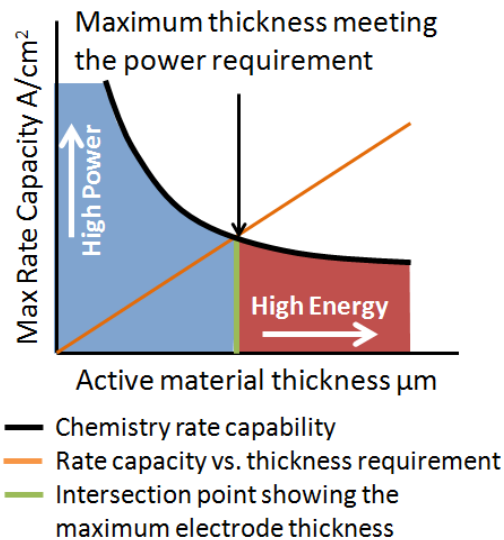 Maximum thickness meeting
the power requirement
Max Rate Capacity A/cm²
High Power
High Energy
Active material thickness µm
Chemistry rate capability
Rate capacity vs. thickness requirement
Intersection point showing the
maximum electrode thickness